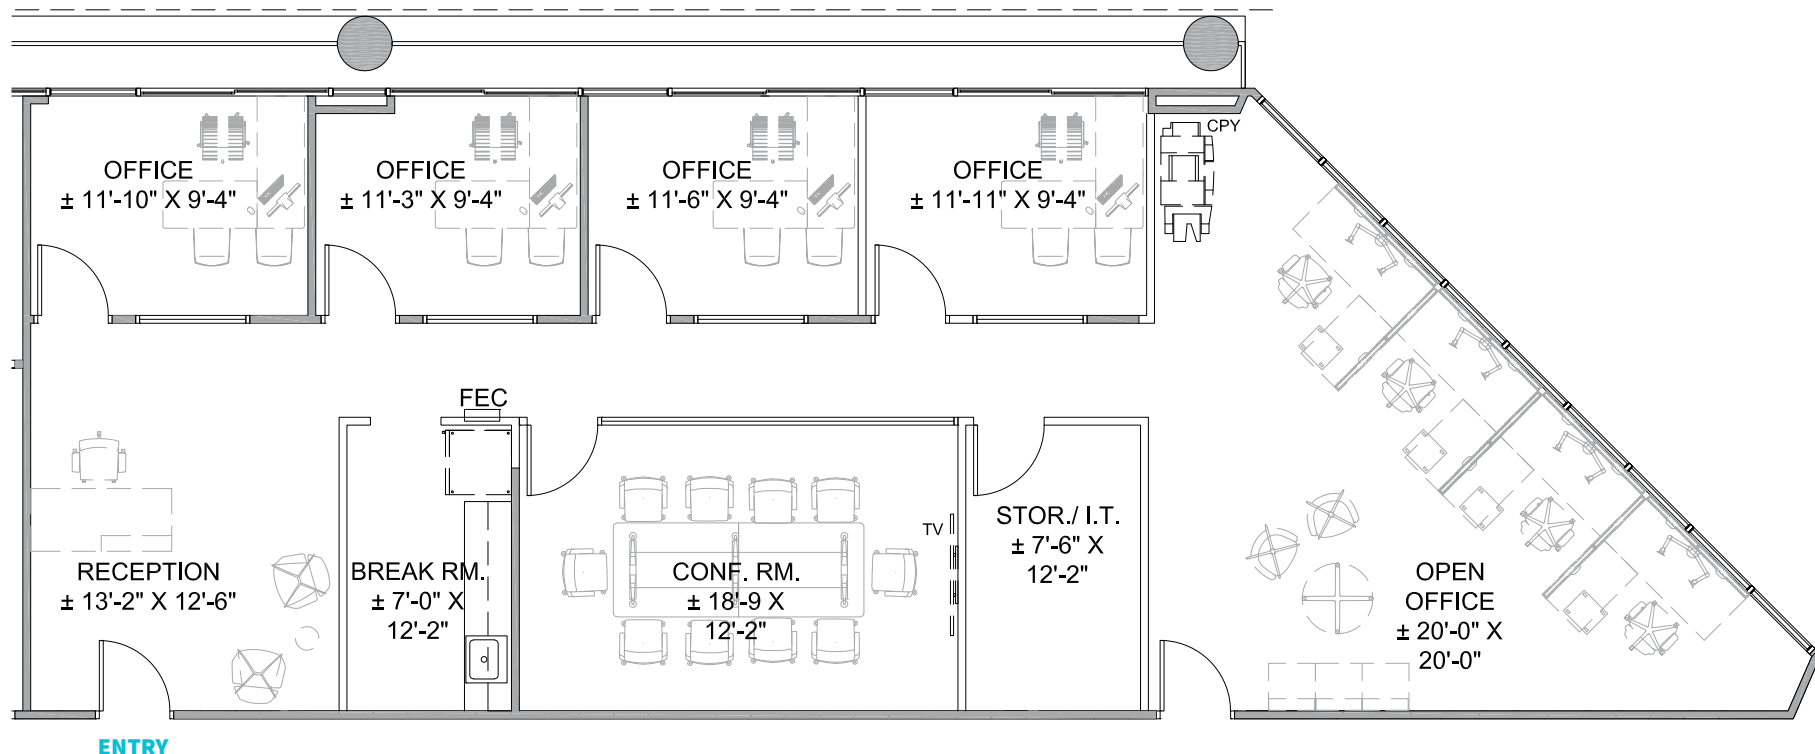 CPY
OFFICE
± 11'-10" X 9'-4"
OFFICE
± 11'-3" X 9'-4"
OFFICE
± 11'-6" X 9'-4"
OFFICE
± 11'-11" X 9'-4"
FEC
TV
STOR./ I.T.
± 7'-6" X
12'-2"
RECEPTION
± 13'-2" X 12'-6"
BREAK RM.
± 7'-0" X
12'-2"
CONF. RM.
± 18'-9 X
12'-2"
OPEN
OFFICE
± 20'-0" X
20'-0"
ENTRY